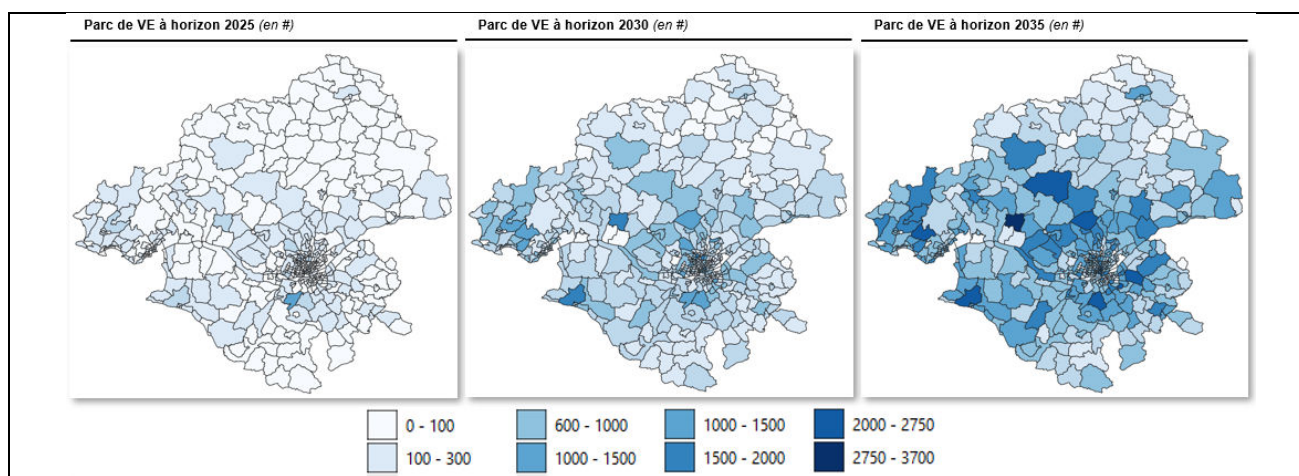 Parc de VE à horizon 2025 (en #)
Parc de VE à horizon 2030 (en #)
Parc de VE à horizon 2035 (en #)
0 - 100
600 - 1000
1000 - 1500
2000 - 2750
100 - 300
1000 - 1500
1500 - 2000
2750 - 3700